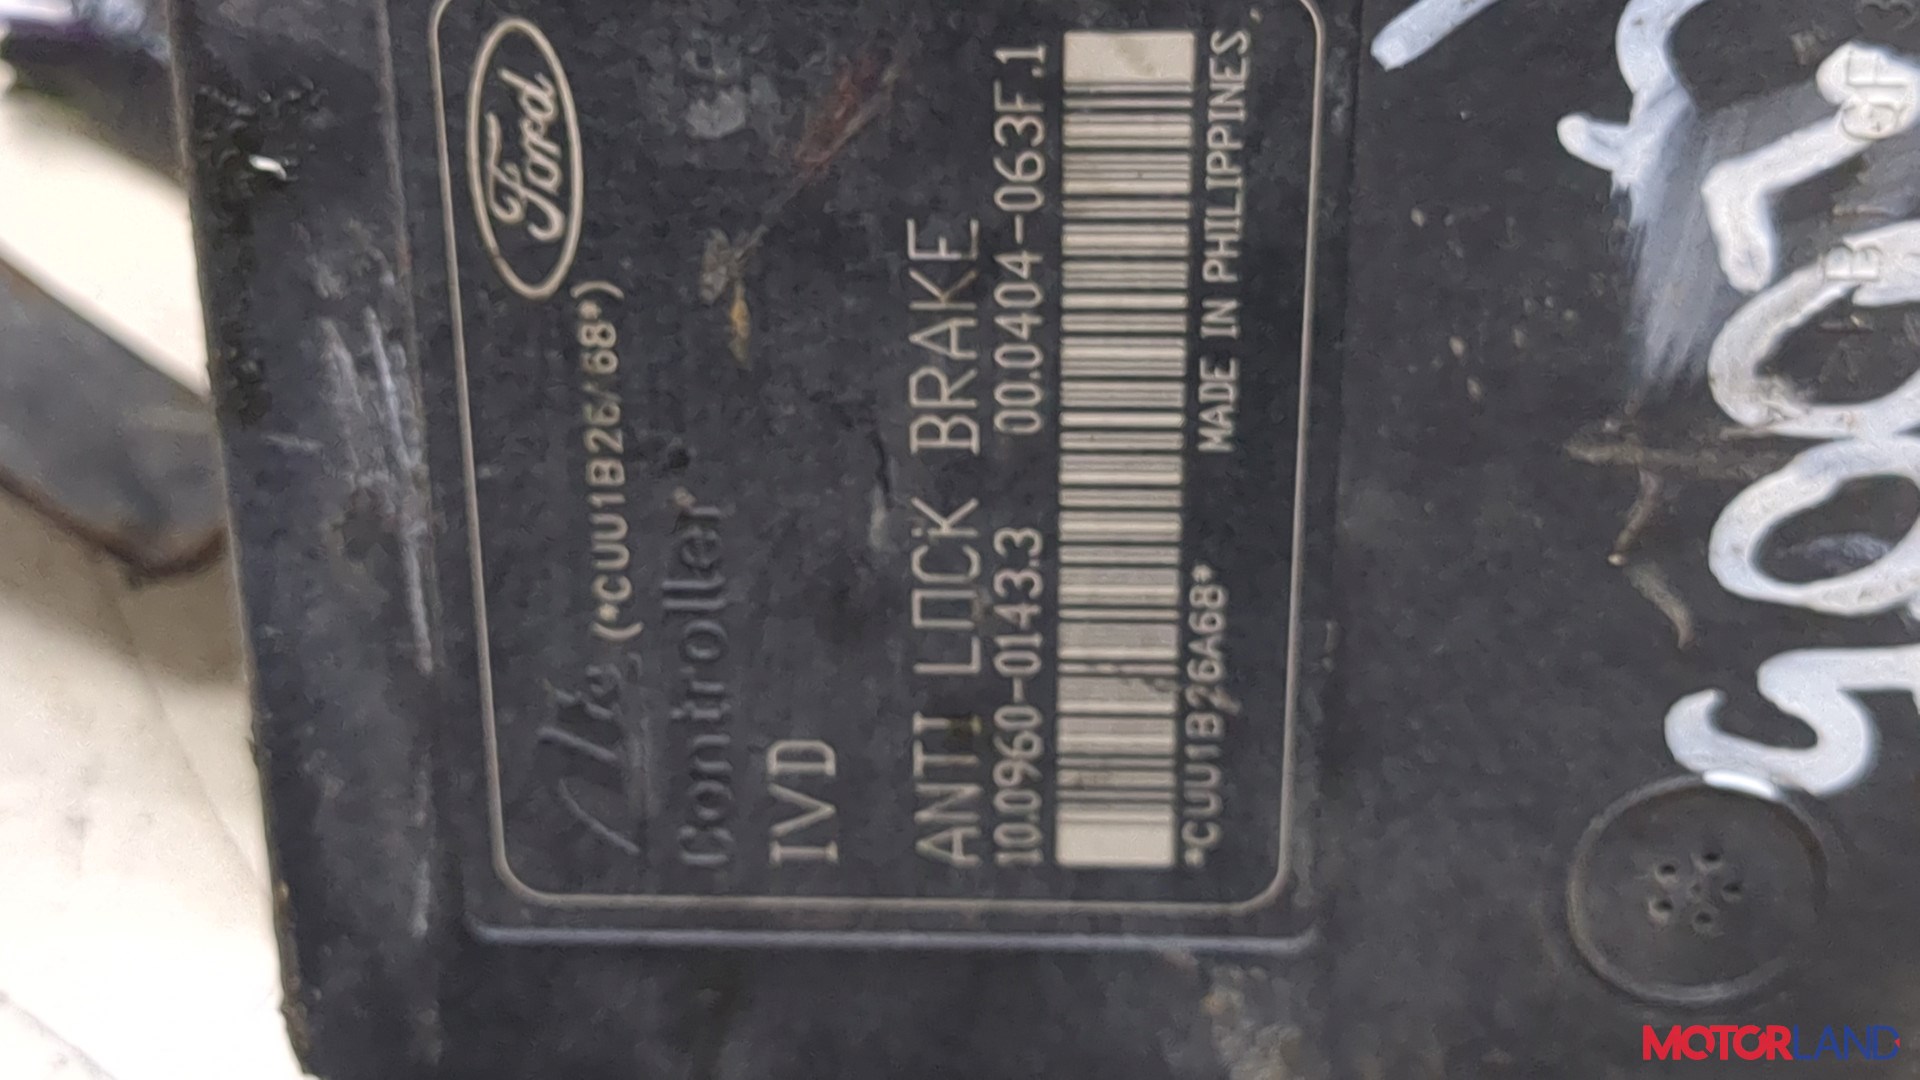 Ford
(*CUU1B26/68*)
Controller
IVD
ANTI LOCK BRAKE
10.0960-0143.3 00.0404-063F.1
*CUU1B26A68* MADE IN PHILIPPINES
MOTORLAND